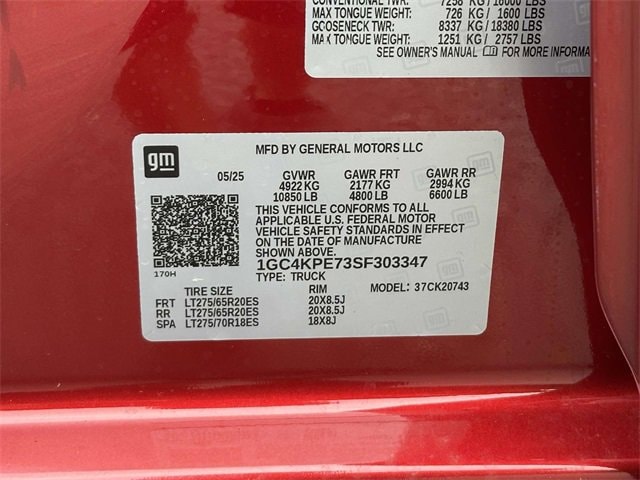 CONVENTIONAL TWR: 7258 KG / 16000 LBS
MAX TONGUE WEIGHT: 726 KG / 1600 LBS
GOOSENECK TWR: 8337 KG / 18380 LBS
MAX TONGUE WEIGHT: 1251 KG / 2757 LBS
SEE OWNER'S MANUAL FOR MORE INFORMA
gm
MFD BY GENERAL MOTORS LLC
05/25 GVWR GAWR FRT GAWR RR
4922 KG 2177 KG 2994 KG
10850 LB 4800 LB 6600 LB
THIS VEHICLE CONFORMS TO ALL
APPLICABLE U.S. FEDERAL MOTOR
VEHICLE SAFETY STANDARDS IN EFFECT
ON THE DATE OF MANUFACTURE
SHOWN ABOVE.
1GC4KPE73SF303347
170H
TYPE: TRUCK
TIRE SIZE RIM MODEL: 37CK20743
FRT LT275/65R20ES 20X8.5J
RR LT275/65R20ES 20X8.5J
SPA LT275/70R18ES 18X8J